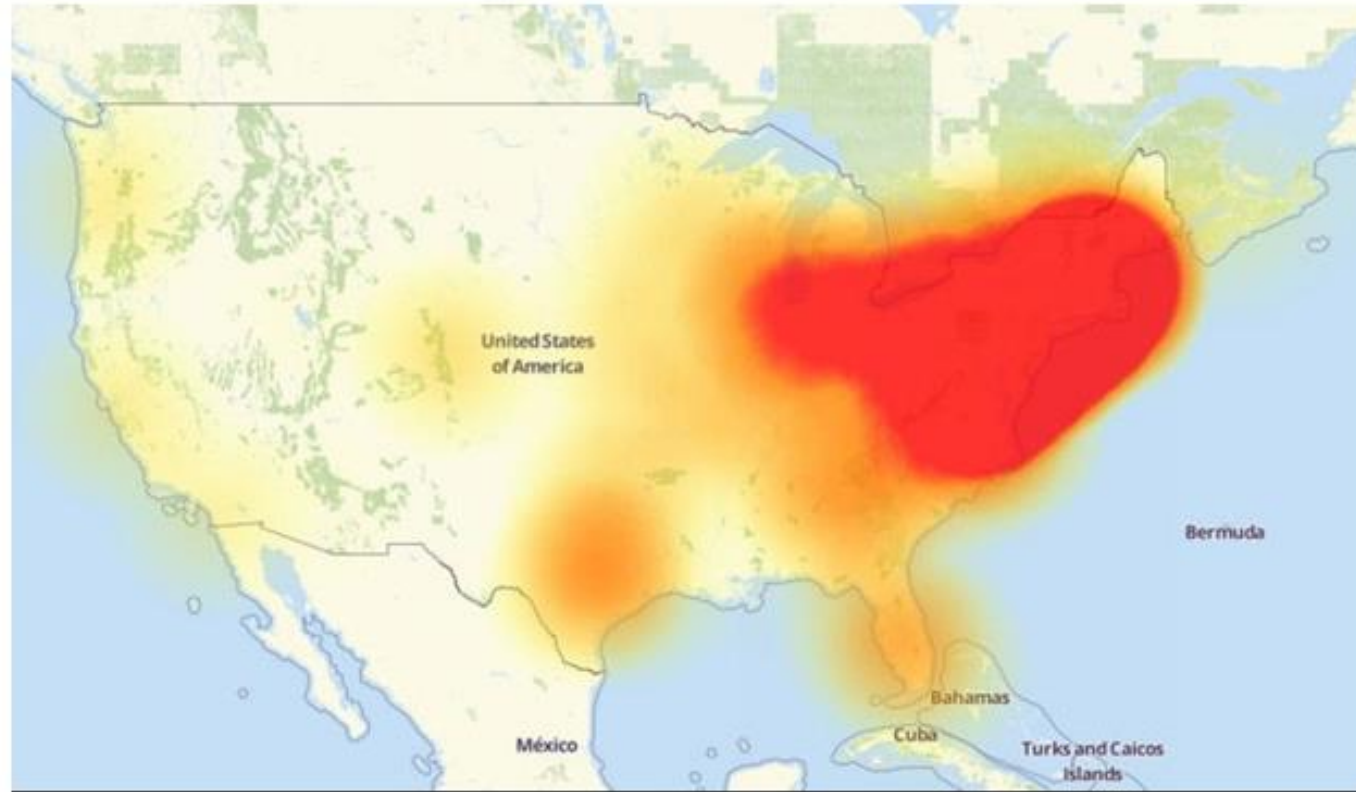 United States
of America
Bermuda
Bahamas
Cuba
México
Turks and Caicos
Islands